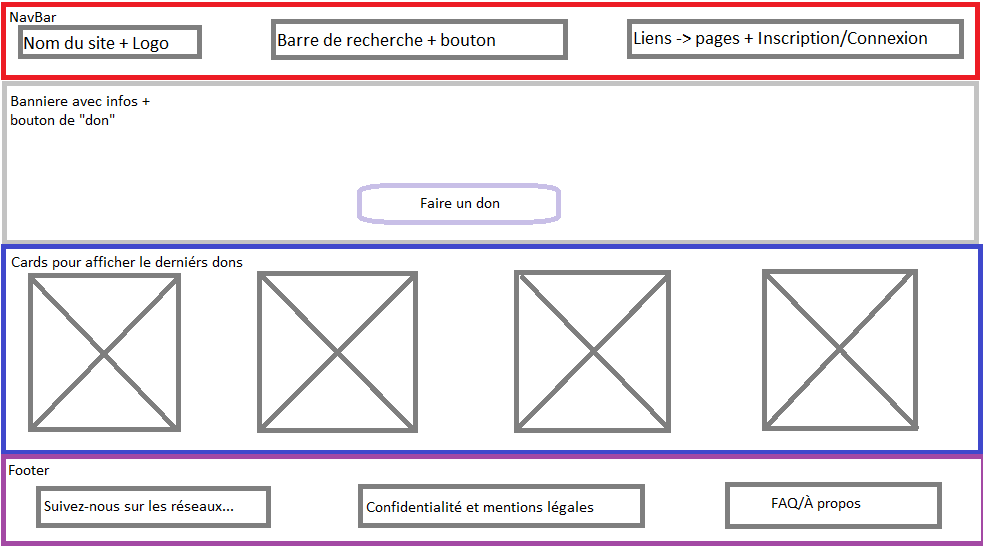 NavBar
Nom du site + Logo
Barre de recherche + bouton
Liens -> pages + Inscription/Connexion
Banniere avec infos +
bouton de "don"
Faire un don
Cards pour afficher le derniérs dons
Footer
Suivez-nous sur les réseaux...
Confidentialité et mentions légales
FAQ/À propos